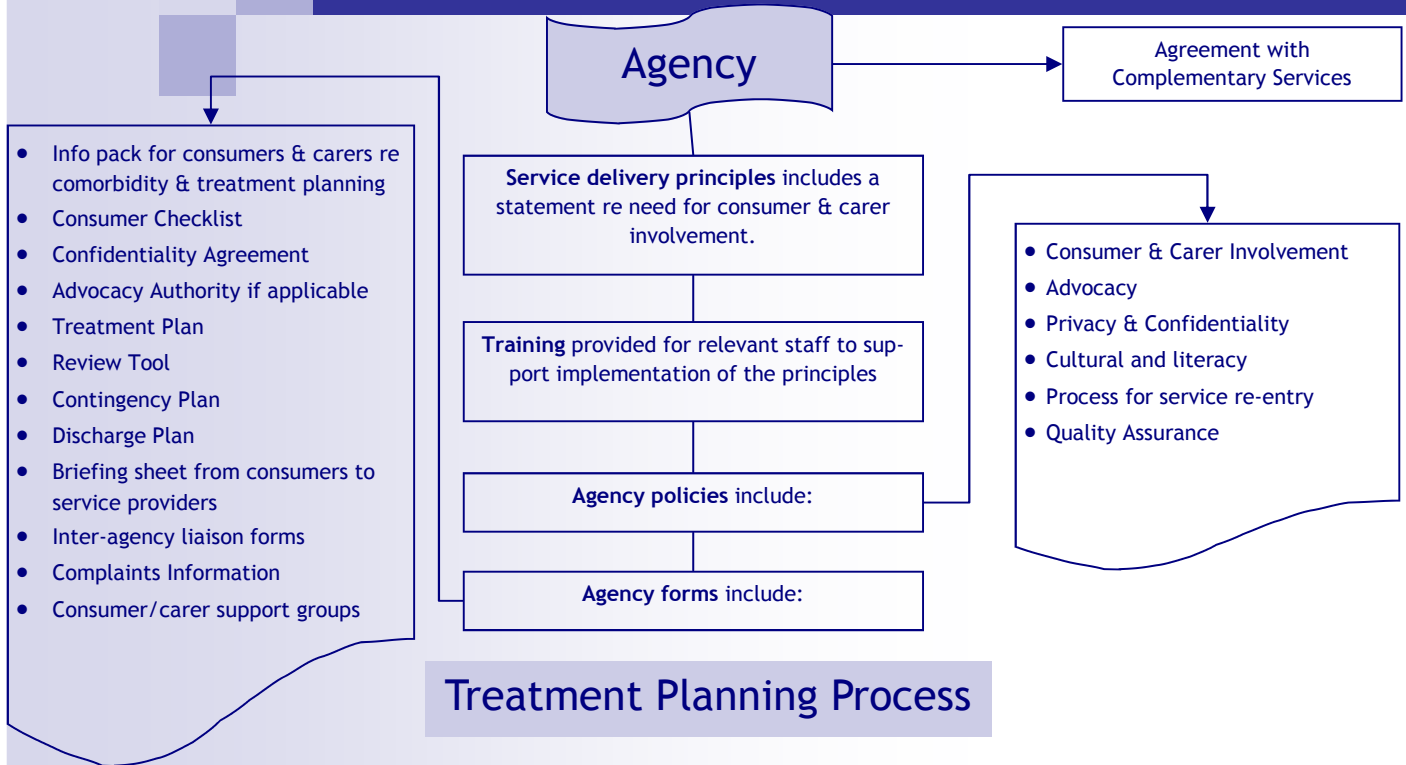 Agency
Agreement with
Complementary Services
• Info pack for consumers & carers re
comorbidity & treatment planning
• Consumer Checklist
• Confidentiality Agreement
• Advocacy Authority if applicable
• Treatment Plan
• Review Tool
• Contingency Plan
• Discharge Plan
• Briefing sheet from consumers to
service providers
• Inter-agency liaison forms
• Complaints Information
• Consumer/carer support groups
Service delivery principles includes a
statement re need for consumer & carer
involvement.
Training provided for relevant staff to sup-
port implementation of the principles
Agency policies include:
Agency forms include:
• Consumer & Carer Involvement
• Advocacy
• Privacy & Confidentiality
• Cultural and literacy
• Process for service re-entry
• Quality Assurance
Treatment Planning Process